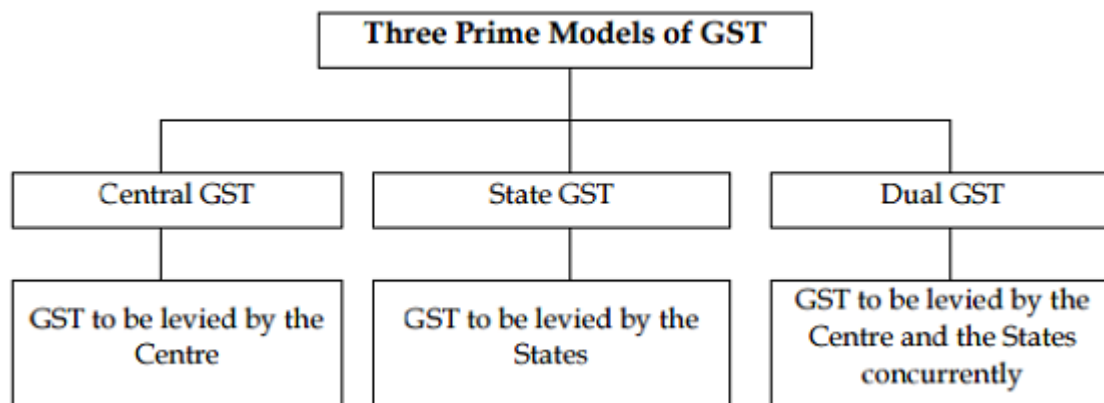 Three Prime Models of GST
Central GST
State GST
Dual GST
GST to be levied by the
Centre
GST to be levied by the
States
GST to be levied by the
Centre and the States
concurrently